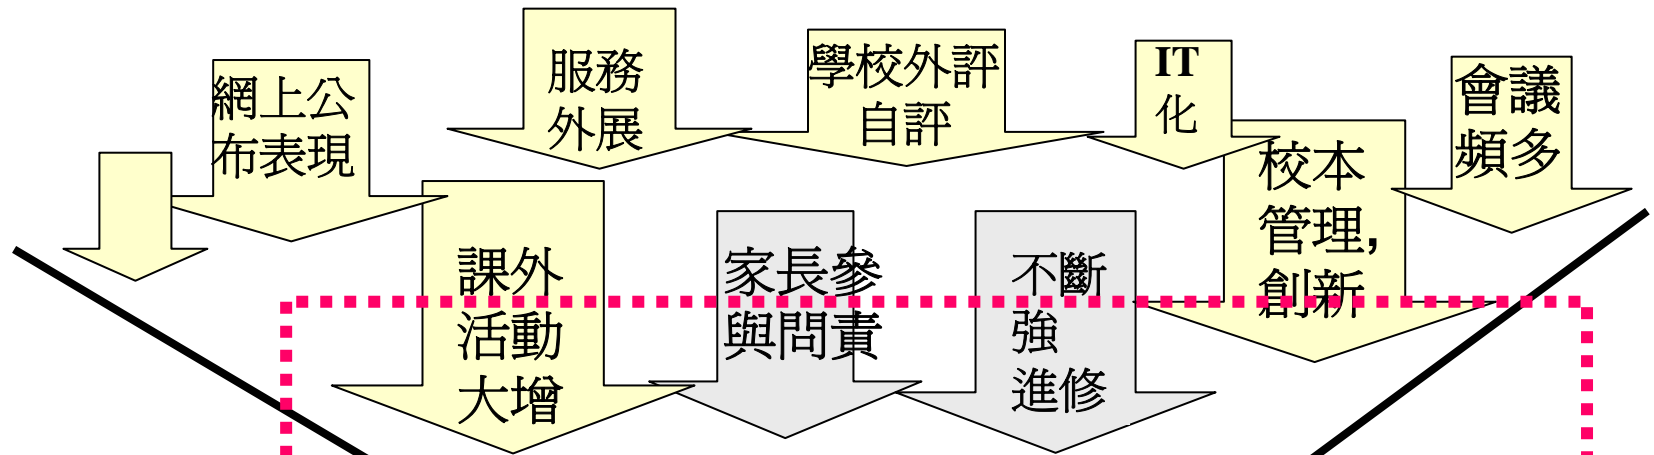 網上公
布表現
服務
外展
學校外評
自評
IT
化
會議
頻多
校本
管理,
創新
課外
活動
大增
家長參
與問責
不斷
強
進修